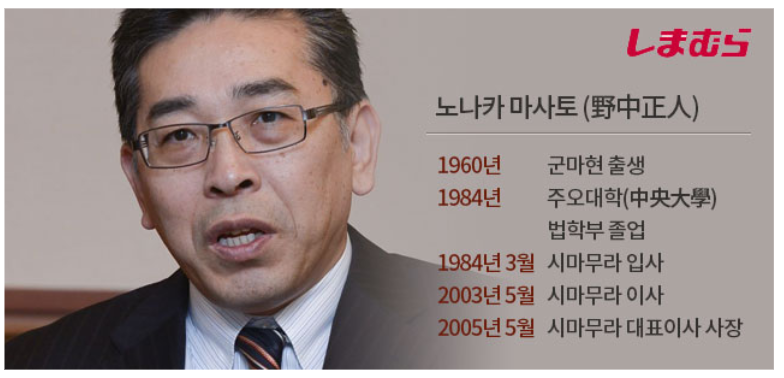 しまむら
노나카 마사토 (野中正人)
1960년 군마현 출생
1984년 주오대학(中央大學)
법학부 졸업
1984년 3월 시마무라 입사
2003년 5월 시마무라 이사
2005년 5월 시마무라 대표이사 사장